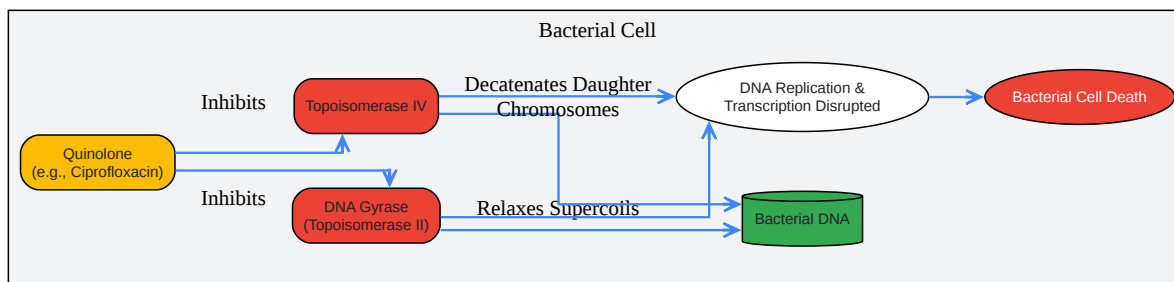 Bacterial Cell
Inhibits
Topoisomerase IV
Decatenates Daughter
Chromosomes
DNA Replication &
Transcription Disrupted
Bacterial Cell Death
Quinolone
(e.g., Ciprofloxacin)
Inhibits
DNA Gyrase
(Topoisomerase II)
Relaxes Supercoils
Bacterial DNA